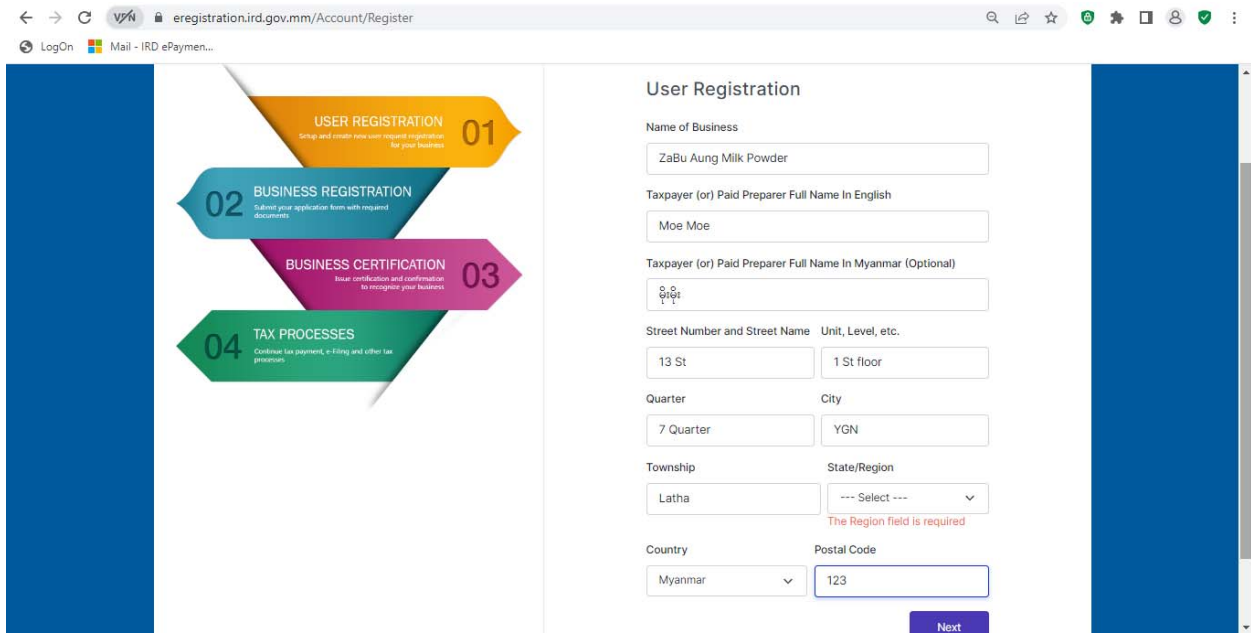 VPN eregistration.ird.gov.mm/Account/Register
LogOn Mail - IRD ePaymen...
USER REGISTRATION
Setup and create new user request registration
for your business
01
02
BUSINESS REGISTRATION
Submit your application form with required
documents
BUSINESS CERTIFICATION
Issue certification and confirmation
to recognize your business
03
04
TAX PROCESSES
Continue tax payment, e-Filing and other tax
processes
User Registration
Name of Business
ZaBu Aung Milk Powder
Taxpayer (or) Paid Preparer Full Name In English
Moe Moe
Taxpayer (or) Paid Preparer Full Name In Myanmar (Optional)
မိုးမိုး
Street Number and Street Name Unit, Level, etc.
13 St 1 St floor
Quarter City
7 Quarter YGN
Township State/Region
Latha --- Select ---
The Region field is required
Country Postal Code
Myanmar 123
Next